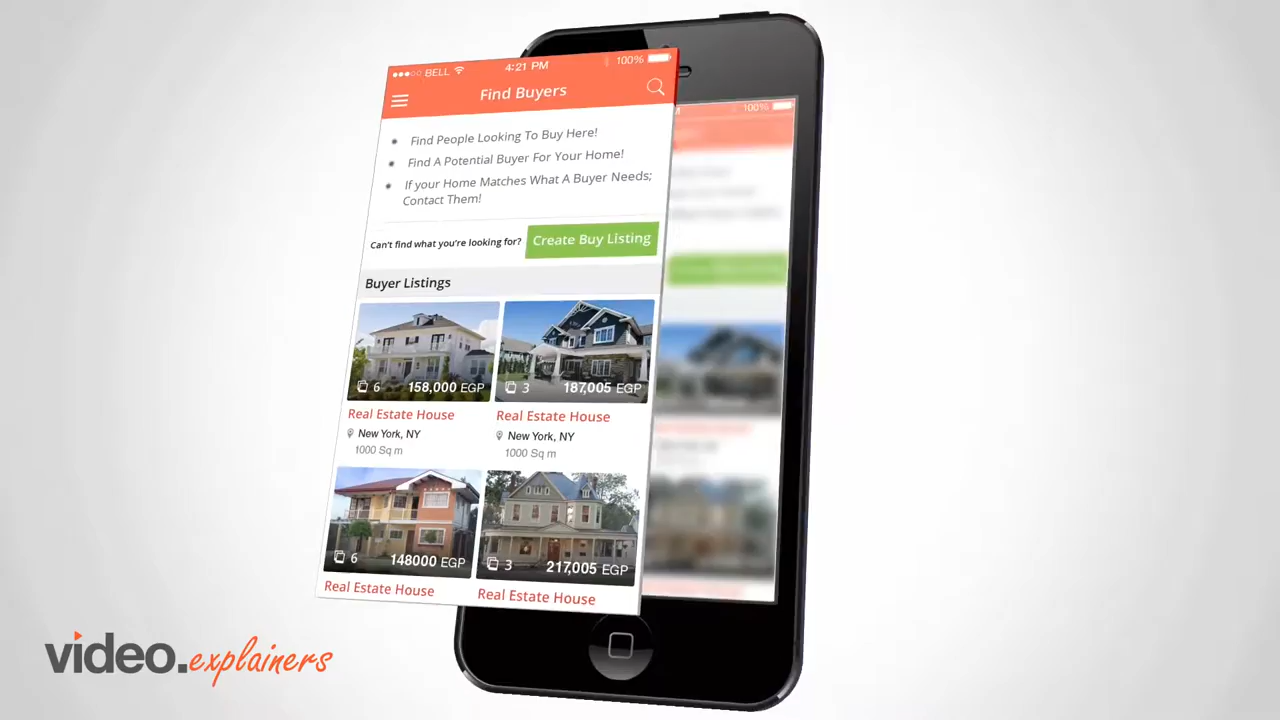 BELL 4:21 PM 100%
Find Buyers
Find People Looking To Buy Here!
Find A Potential Buyer For Your Home!
If your Home Matches What A Buyer Needs;
Contact Them!
Can't find what you're looking for? Create Buy Listing
Buyer Listings
6 158,000 EGP
3 187,005 EGP
Real Estate House
Real Estate House
New York, NY
New York, NY
1000 Sq m
1000 Sq m
6 148000 EGP
3 217,005 EGP
Real Estate House
Real Estate House
100%
video.explainers